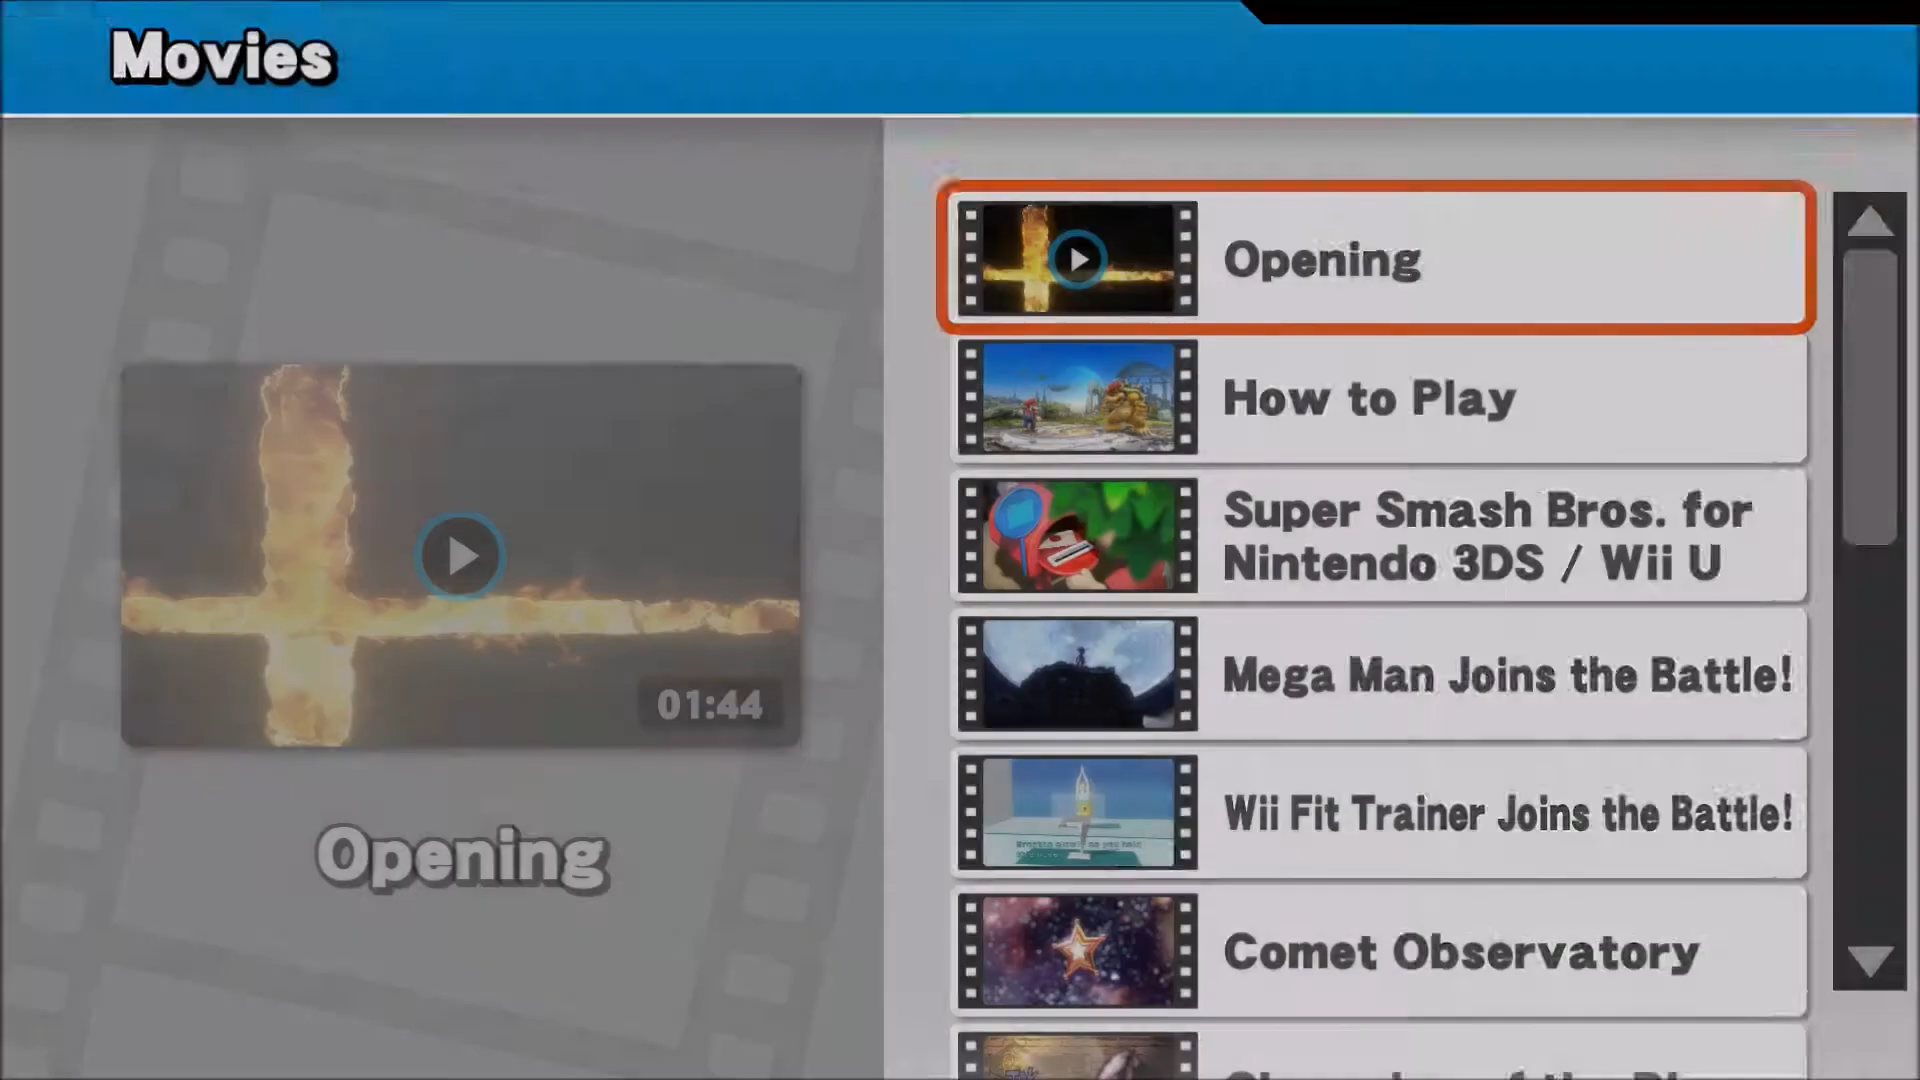 Movies
01:44
Opening
Opening
How to Play
Super Smash Bros. for
Nintendo 3DS / Wii U
Mega Man Joins the Battle!
Wii Fit Trainer Joins the Battle!
Comet Observatory